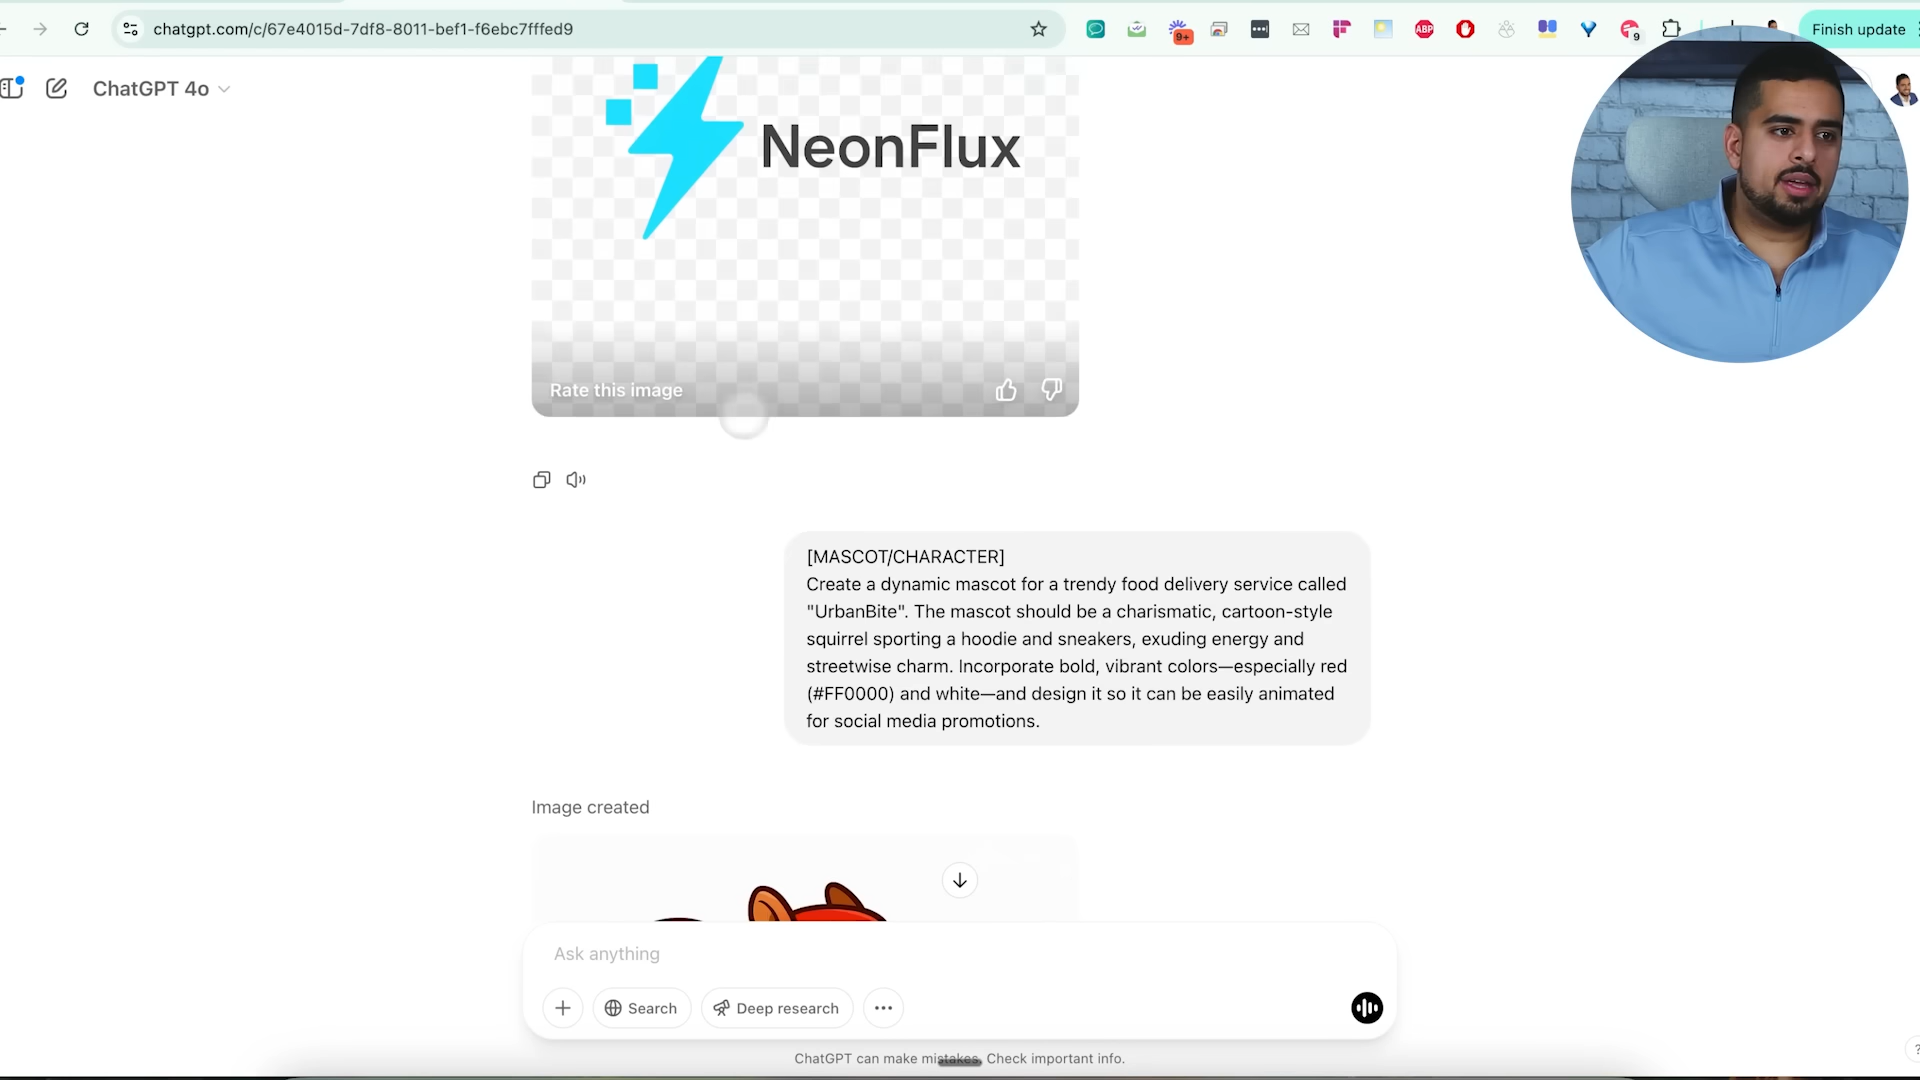 chatgpt.com/c/67e4015d-7df8-8011-bef1-f6ebc7fffed9
9+
ABP
9
Finish update
ChatGPT 4o
NeonFlux
Rate this image
[MASCOT/CHARACTER]
Create a dynamic mascot for a trendy food delivery service called
"UrbanBite". The mascot should be a charismatic, cartoon-style
squirrel sporting a hoodie and sneakers, exuding energy and
streetwise charm. Incorporate bold, vibrant colors—especially red
(#FF0000) and white—and design it so it can be easily animated
for social media promotions.
Image created
Ask anything
Search
Deep research
ChatGPT can make mistakes. Check important info.
?